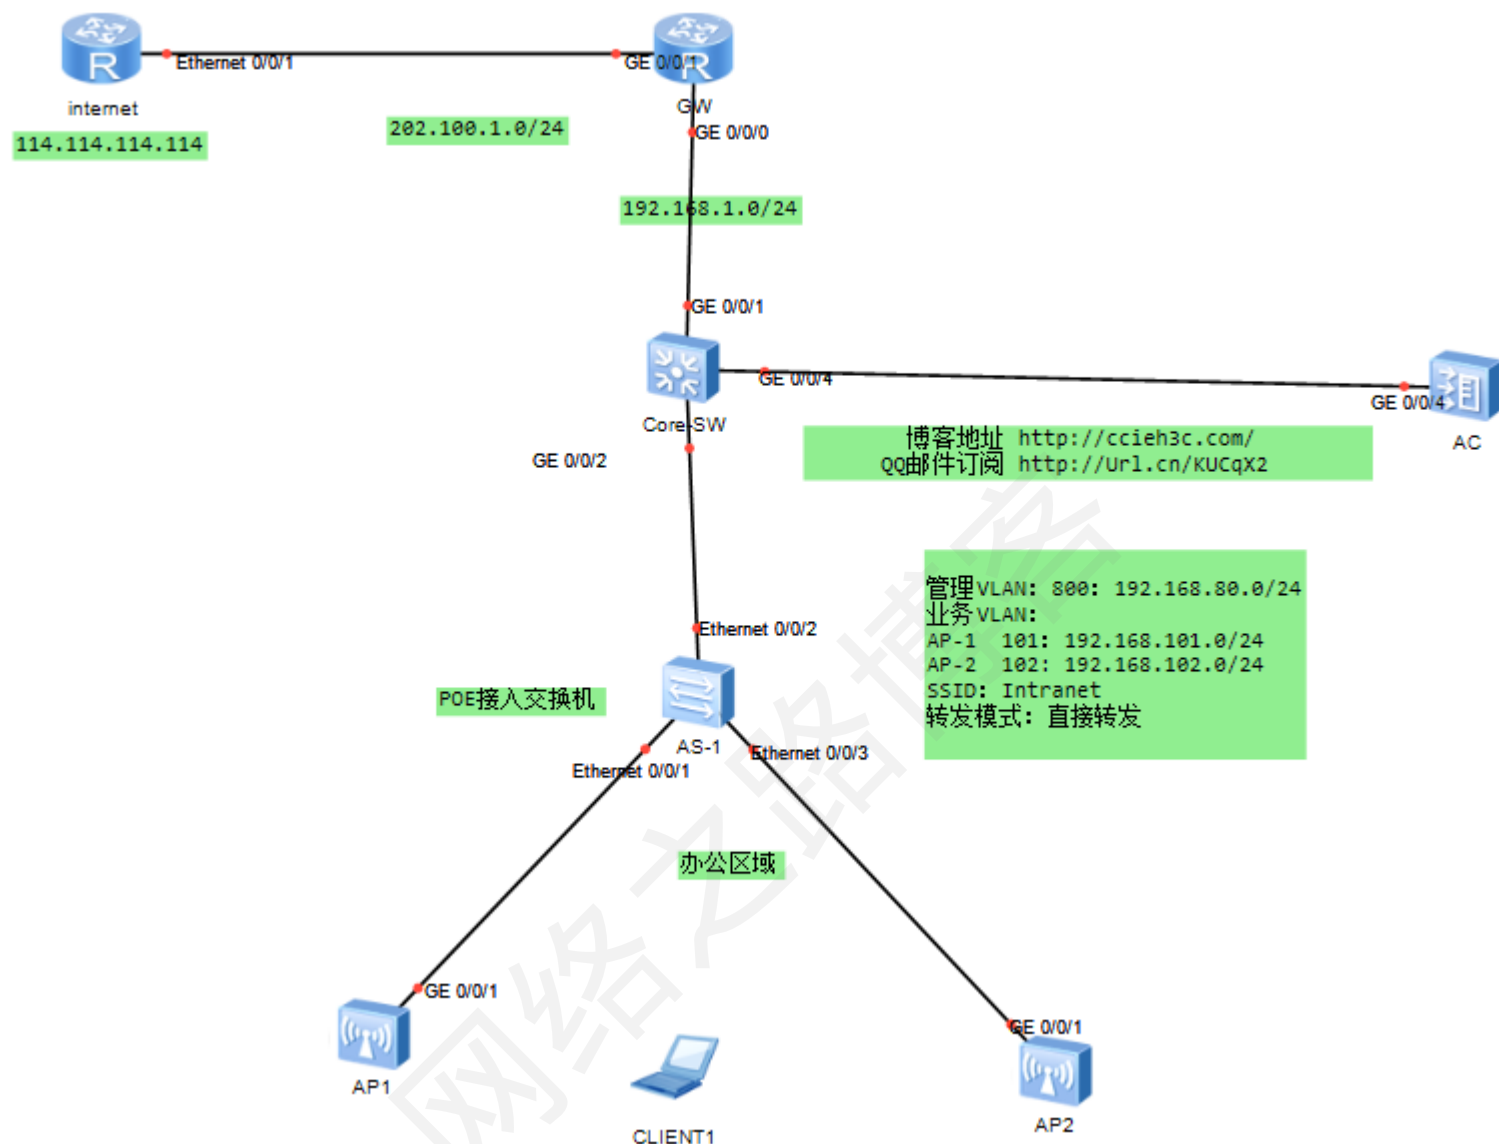 Ethernet 0/0/1
GE 0/0/1
R
R
internet
GW
114.114.114.114
202.100.1.0/24
GE 0/0/0
192.168.1.0/24
GE 0/0/1
GE 0/0/4
GE 0/0/4
Core-SW
AC
GE 0/0/2
博客地址 http://ccieh3c.com/
QQ邮件订阅 http://Url.cn/KUCqX2
管理VLAN: 800: 192.168.80.0/24
业务VLAN:
AP-1 101: 192.168.101.0/24
AP-2 102: 192.168.102.0/24
SSID: Intranet
转发模式: 直接转发
Ethernet 0/0/2
POE接入交换机
AS-1
Ethernet 0/0/1
Ethernet 0/0/3
办公区域
GE 0/0/1
GE 0/0/1
AP1
CLIENT1
AP2
网络之路博客